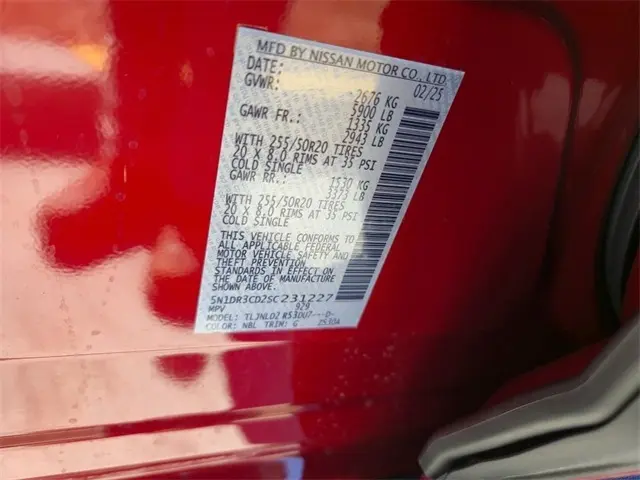 MFD BY NISSAN MOTOR CO., LTD
DATE: 02/25
GVWR: 2676 KG
5900 LB
GAWR FR.: 1335 KG
2943 LB
WITH 255/50R20 TIRES
20 X 8.0 RIMS AT 35 PSI
COLD SINGLE
GAWR RR.: 1530 KG
3373 LB
WITH 255/50R20 TIRES
20 X 8.0 RIMS AT 35 PSI
COLD SINGLE
THIS VEHICLE CONFORMS TO
ALL APPLICABLE FEDERAL
MOTOR VEHICLE SAFETY AND
THEFT PREVENTION
STANDARDS IN EFFECT ON
THE DATE OF MANUFACTURE
5N1DR3CD2SC231227
MPV 929
MODEL: TLJNLDZ R53DU7---D-
COLOR: NBL TRIM: G